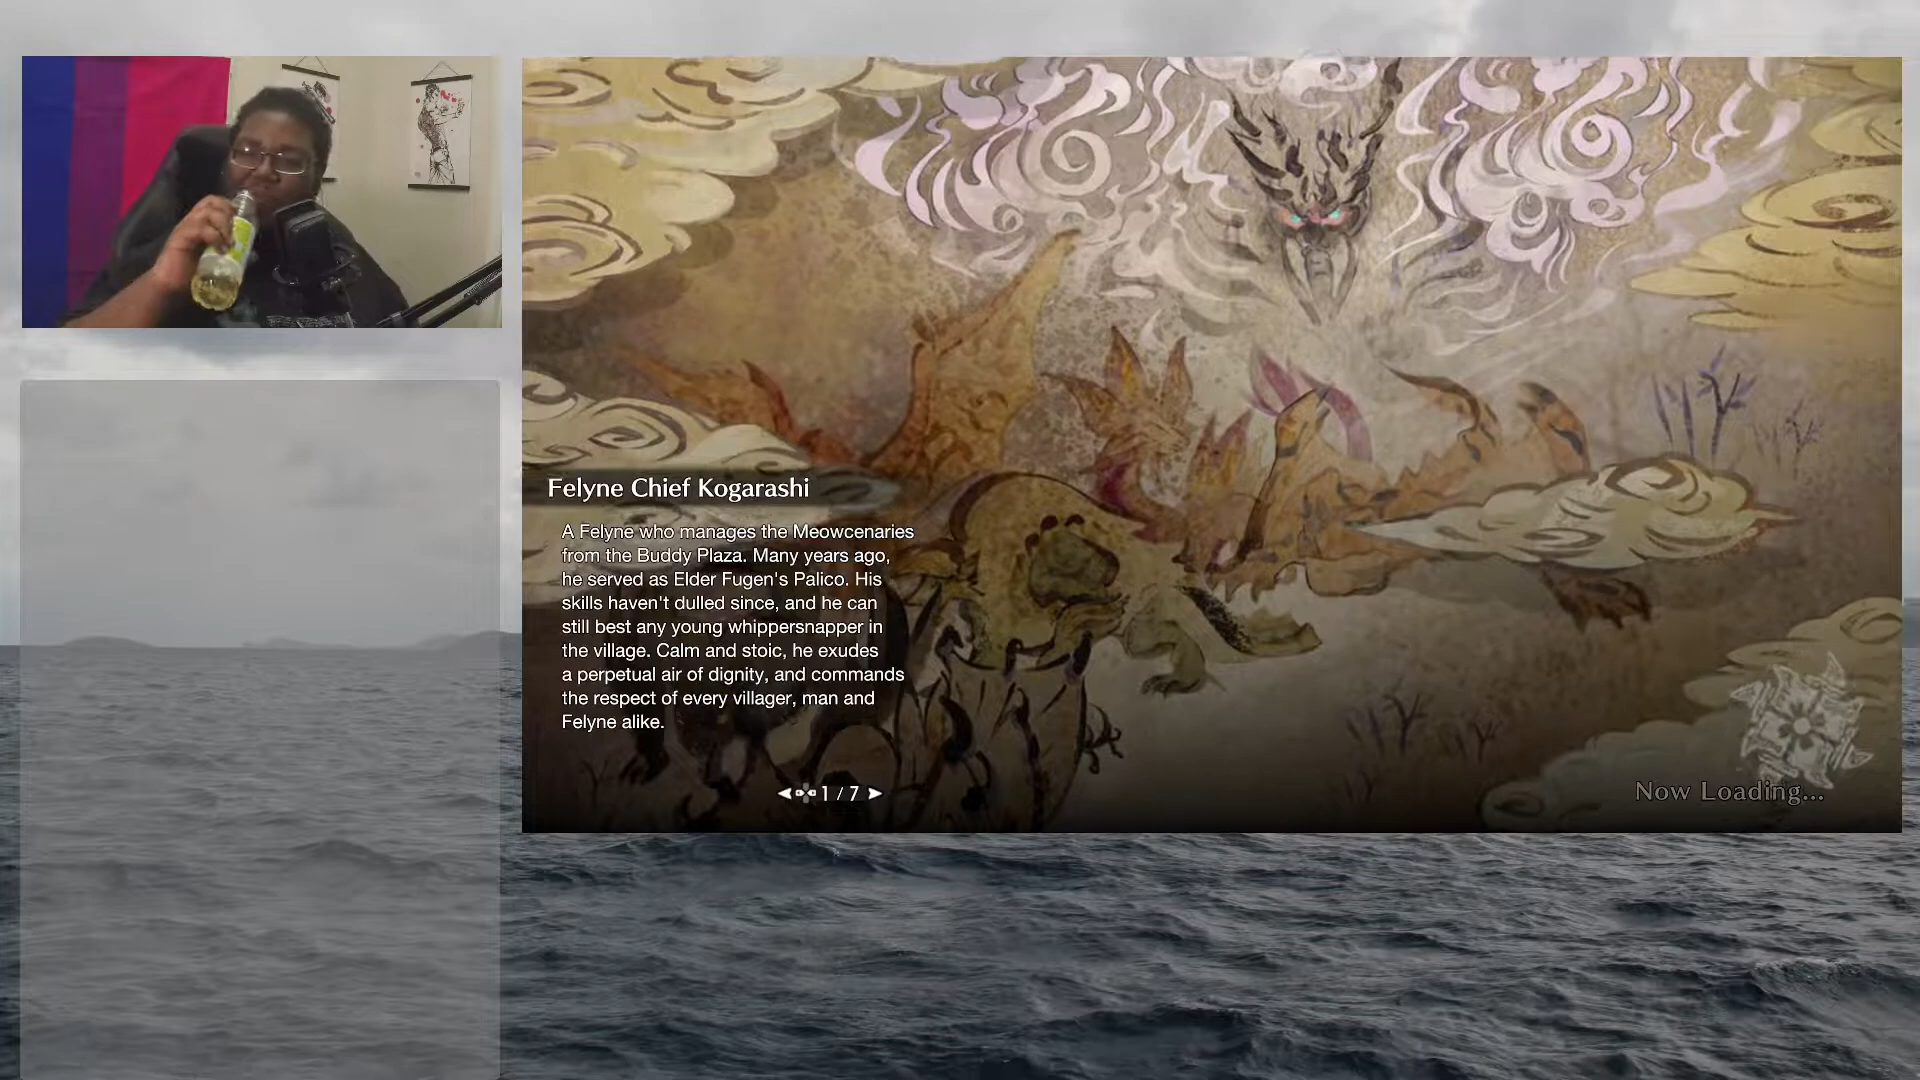 Felyne Chief Kogarashi
A Felyne who manages the Meowcenaries
from the Buddy Plaza. Many years ago,
he served as Elder Fugen's Palico. His
skills haven't dulled since, and he can
still best any young whippersnapper in
the village. Calm and stoic, he exudes
a perpetual air of dignity, and commands
the respect of every villager, man and
Felyne alike.
1 / 7
Now Loading...